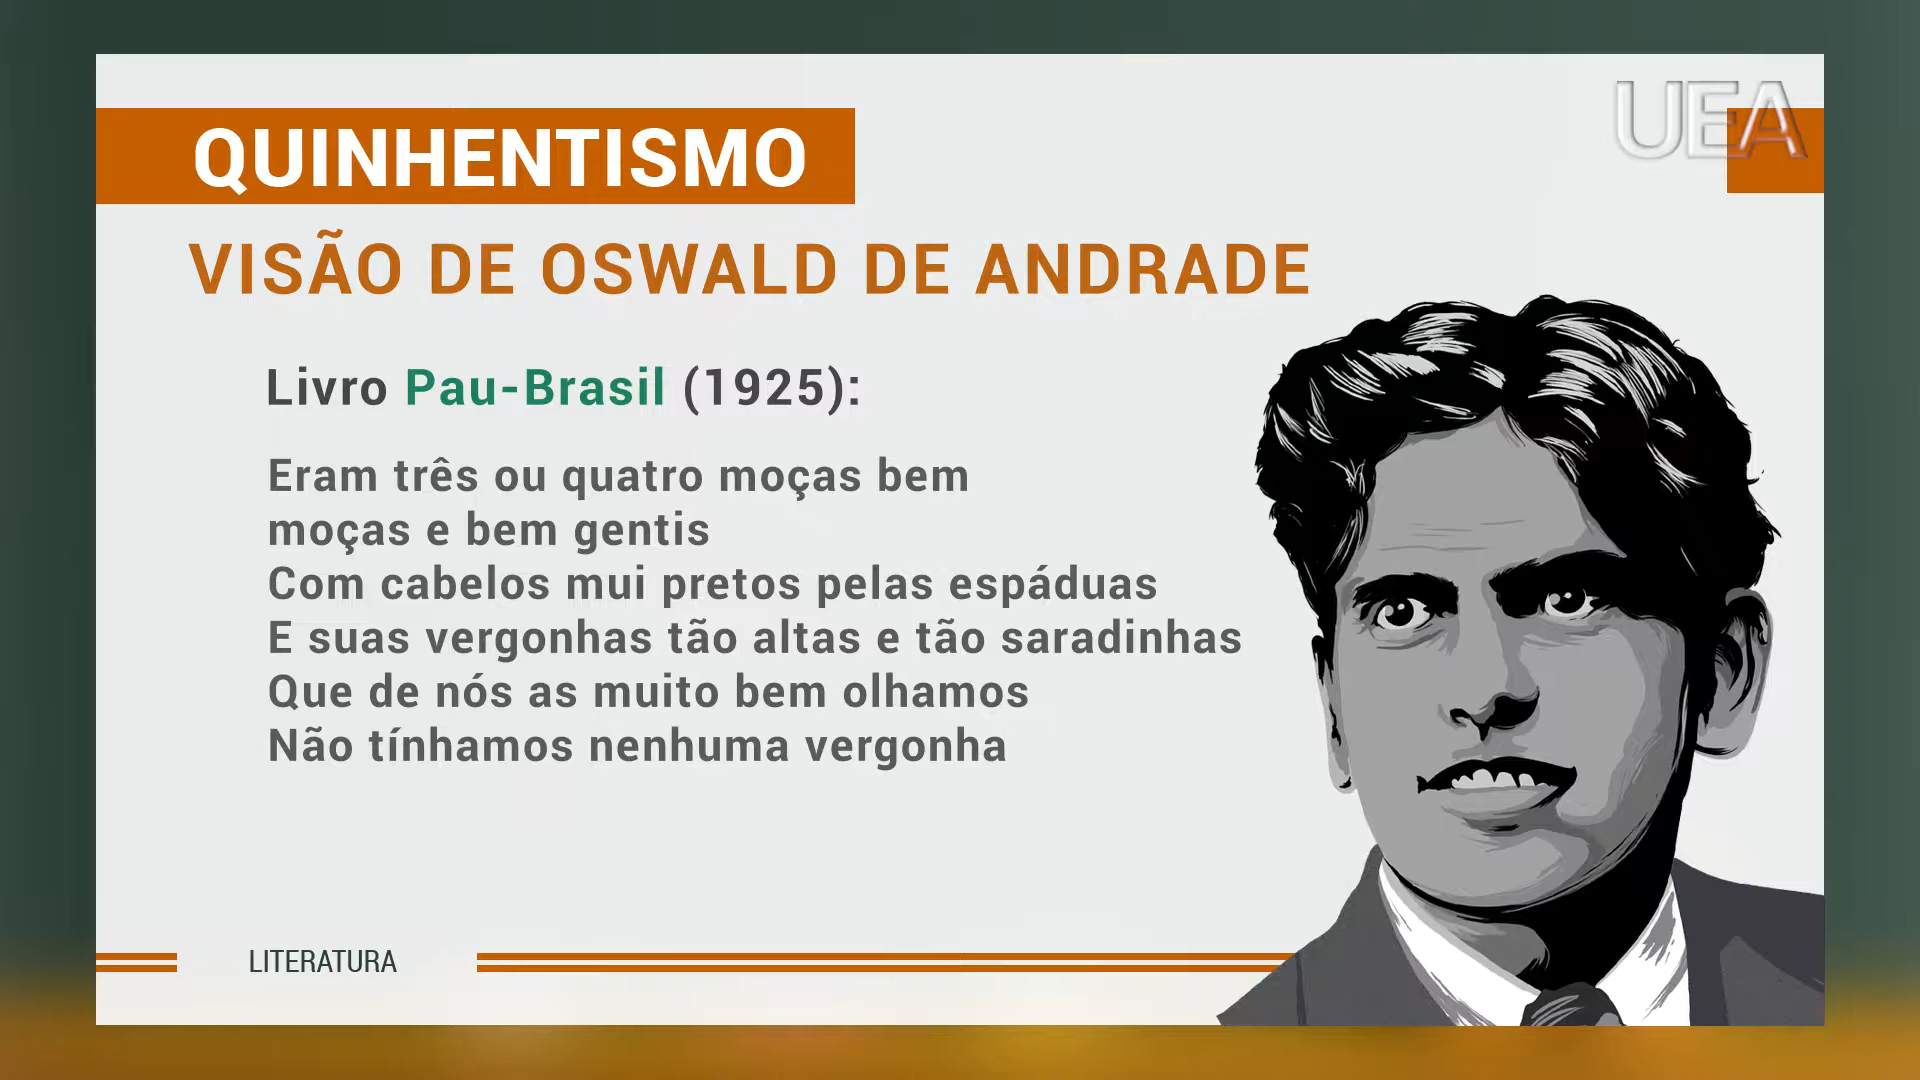 UEA
QUINHENTISMO
VISÃO DE OSWALD DE ANDRADE
Livro Pau-Brasil (1925):
Eram três ou quatro moças bem
moças e bem gentis
Com cabelos mui pretos pelas espáduas
E suas vergonhas tão altas e tão saradinhas
Que de nós as muito bem olhamos
Não tínhamos nenhuma vergonha
LITERATURA